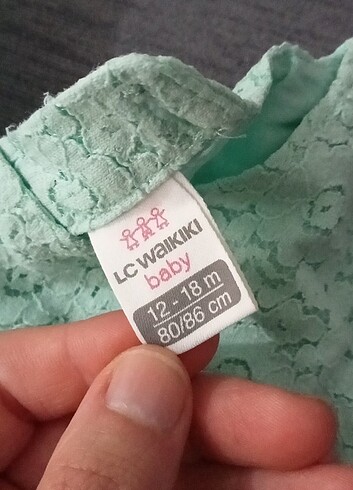 LC WAIKIKI
baby
12 - 18 m
80/86 cm